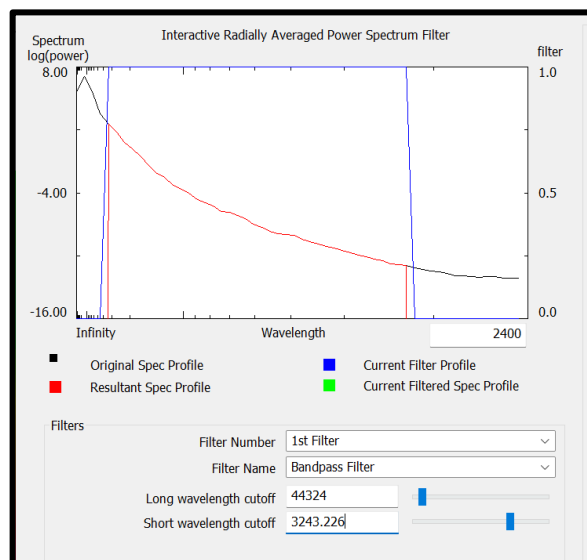 Interactive Radially Averaged Power Spectrum Filter
Spectrum log(power)
filter
8.00
1.0
-4.00
0.5
-16.00
0.0
Infinity Wavelength 2400
Original Spec Profile Current Filter Profile
Resultant Spec Profile Current Filtered Spec Profile
Filters
Filter Number 1st Filter
Filter Name Bandpass Filter
Long wavelength cutoff 44324
Short wavelength cutoff 3243.226